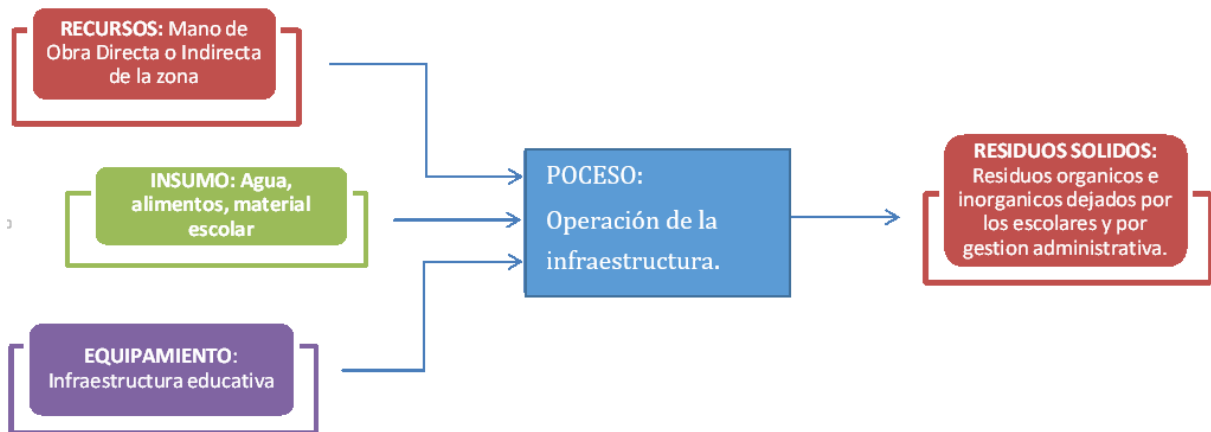 RECURSOS: Mano de
Obra Directa o Indirecta
de la zona
INSUMO: Agua,
alimentos, material
escolar
EQUIPAMIENTO:
Infraestructura educativa
POCESO:
Operación de la
infraestructura.
RESIDUOS SOLIDOS:
Residuos organicos e
inorganicos dejados por
los escolares y por
gestion administrativa.